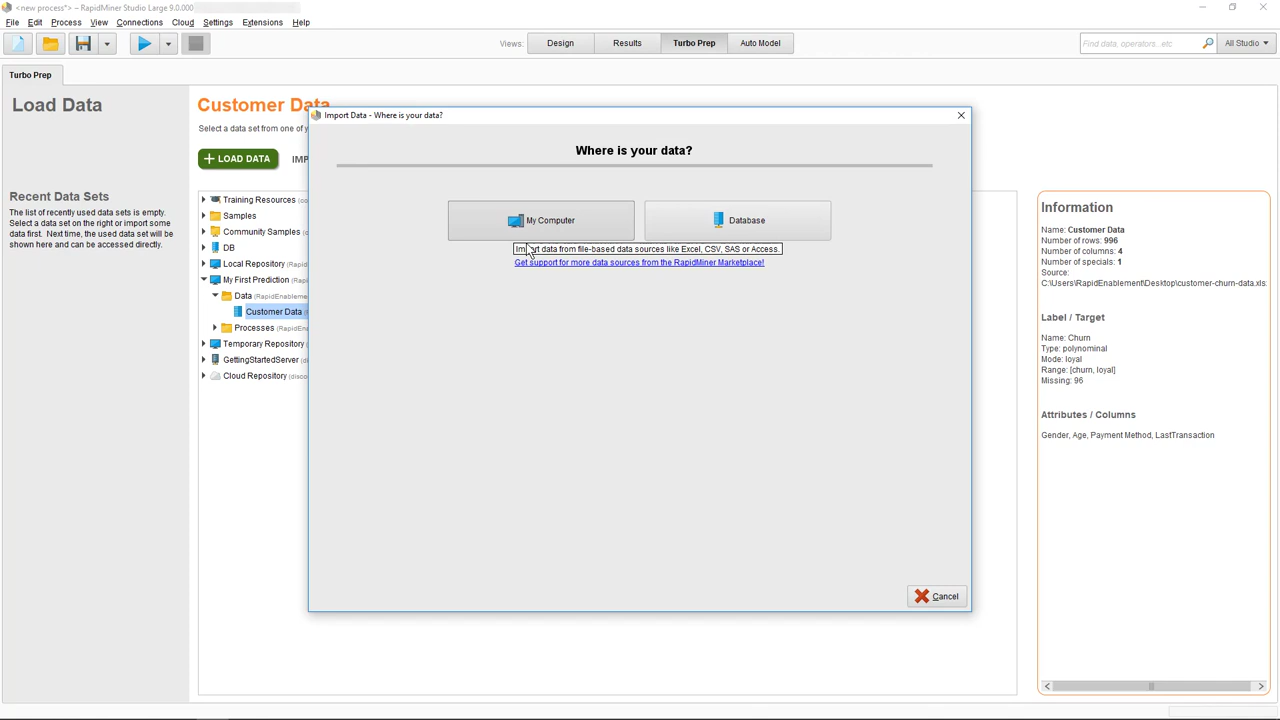 <new process*> – RapidMiner Studio Large 9.0.000
File Edit Process View Connections Cloud Settings Extensions Help
Views: Design Results Turbo Prep Auto Model
Find data, operators...etc
All Studio
Turbo Prep
Load Data
Recent Data Sets
The list of recently used data sets is empty.
Select a data set on the right or import some
data first. Next time, the used data set will be
shown here and can be accessed directly.
Customer Data
Select a data set from one of
LOAD DATA
Training Resources
Samples
Community Samples
DB
Local Repository
My First Prediction
Data
Customer Data
Processes
Temporary Repository
GettingStartedServer
Cloud Repository
Import Data - Where is your data?
Where is your data?
My Computer
Database
Import data from file-based data sources like Excel, CSV, SAS or Access.
Get support for more data sources from the RapidMiner Marketplace!
Cancel
Information
Name: Customer Data
Number of rows: 996
Number of columns: 4
Number of specials: 1
Source:
C:\Users\RapidEnablement\Desktop\customer-churn-data.xls
Label / Target
Name: Churn
Type: polynominal
Mode: loyal
Range: [churn, loyal]
Missing: 96
Attributes / Columns
Gender, Age, Payment Method, LastTransaction